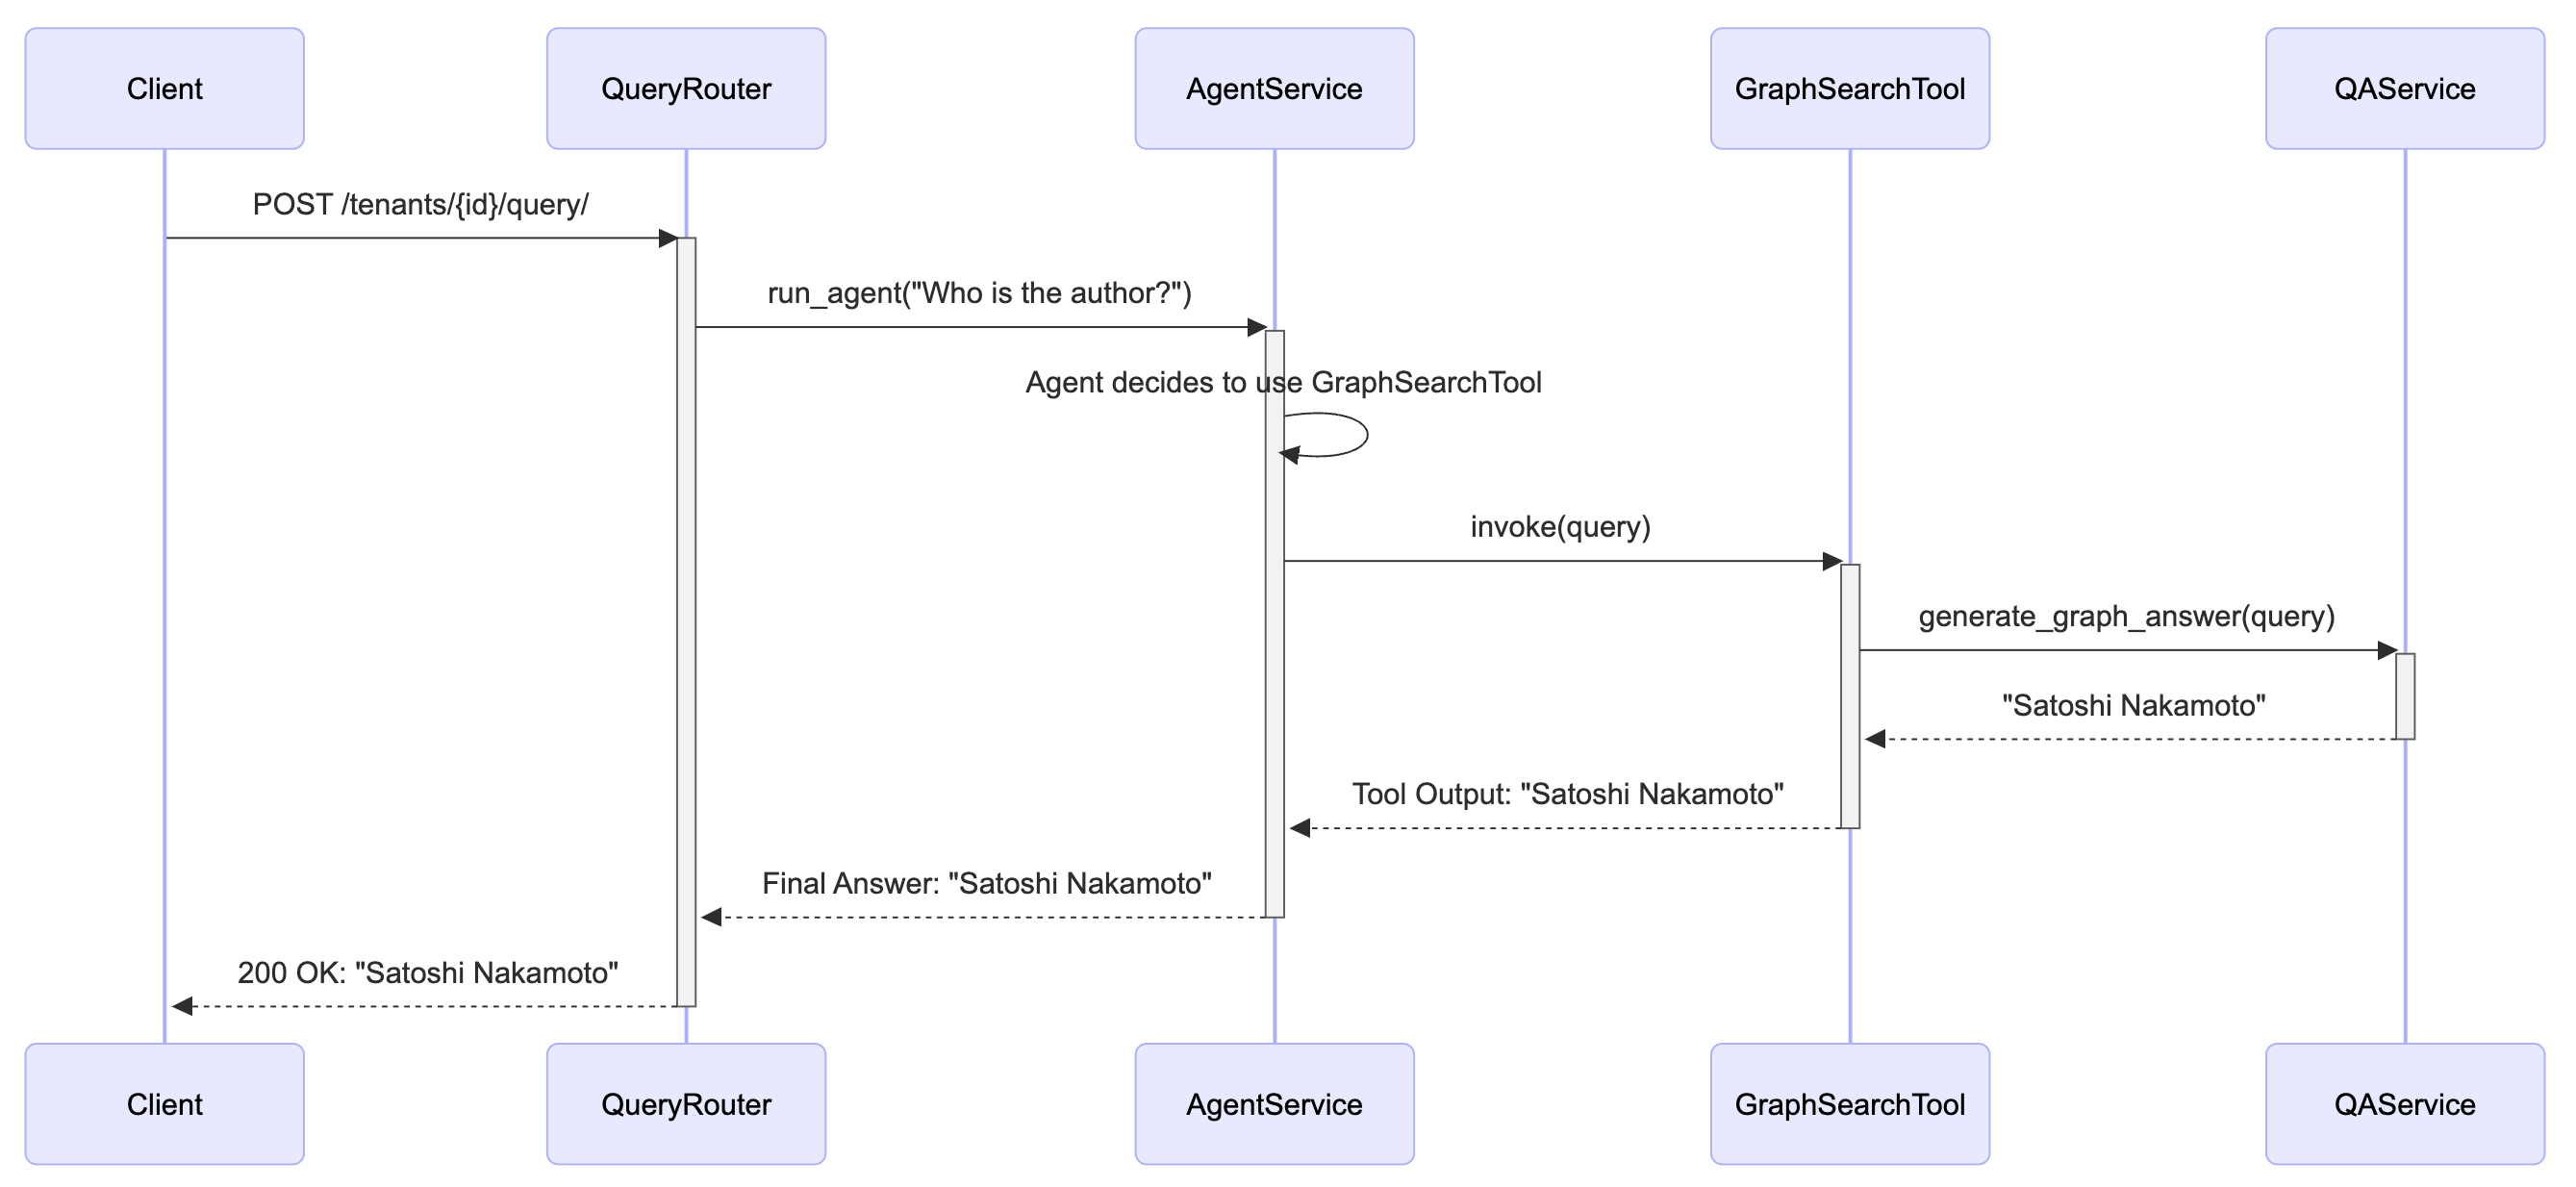 Client
QueryRouter
AgentService
GraphSearchTool
QAService
POST /tenants/{id}/query/
run_agent("Who is the author?")
Agent decides to use GraphSearchTool
invoke(query)
generate_graph_answer(query)
"Satoshi Nakamoto"
Tool Output: "Satoshi Nakamoto"
Final Answer: "Satoshi Nakamoto"
200 OK: "Satoshi Nakamoto"
Client
QueryRouter
AgentService
GraphSearchTool
QAService